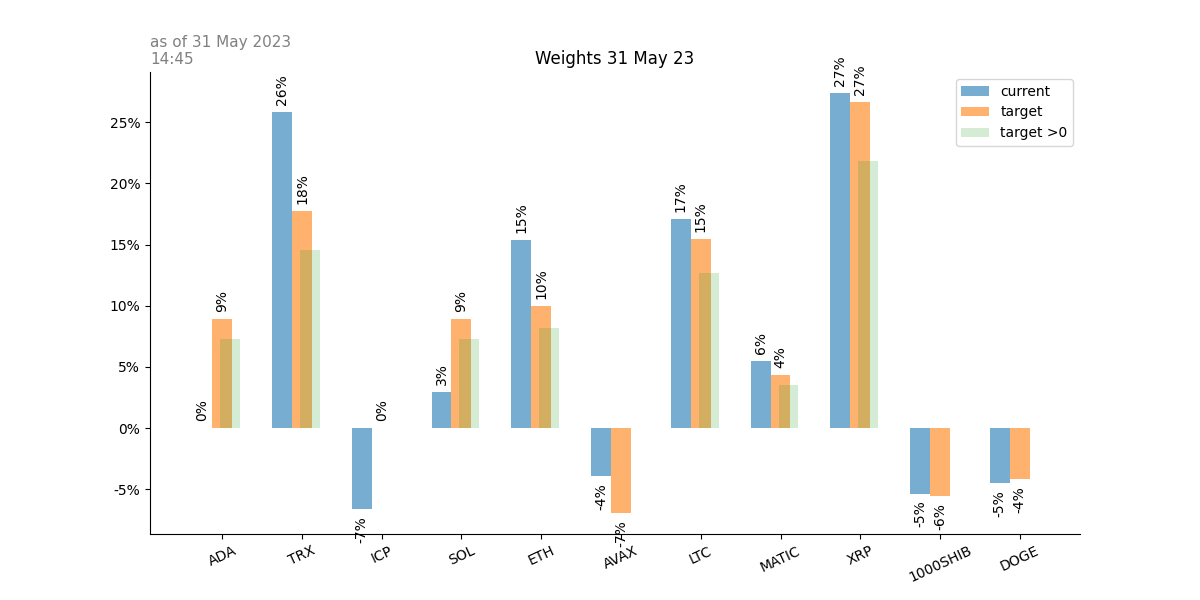 as of 31 May 2023
14:45
Weights 31 May 23
current
target
target >0
25%
20%
15%
10%
5%
0%
-5%
0%
9%
26%
18%
-7%
0%
3%
9%
15%
10%
-4%
-7%
17%
15%
6%
4%
27%
27%
-5%
-6%
-5%
-4%
ADA
TRX
ICP
SOL
ETH
AVAX
LTC
MATIC
XRP
1000SHIB
DOGE